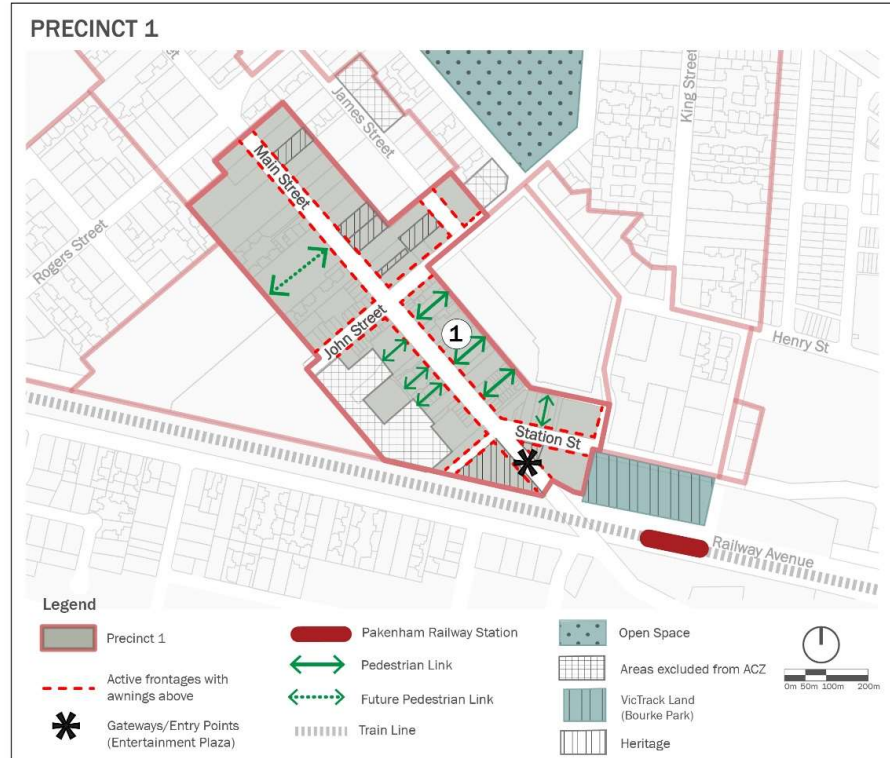 PRECINCT 1
James Street
King Street
Main Street
Rogers Street
John Street
1
Henry St
Station St
Railway Avenue
Legend
Precinct 1
Active frontages with
awnings above
Gateways/Entry Points
(Entertainment Plaza)
Pakenham Railway Station
Pedestrian Link
Future Pedestrian Link
Train Line
Open Space
Areas excluded from ACZ
VicTrack Land
(Bourke Park)
Heritage
0m 50m 100m 200m